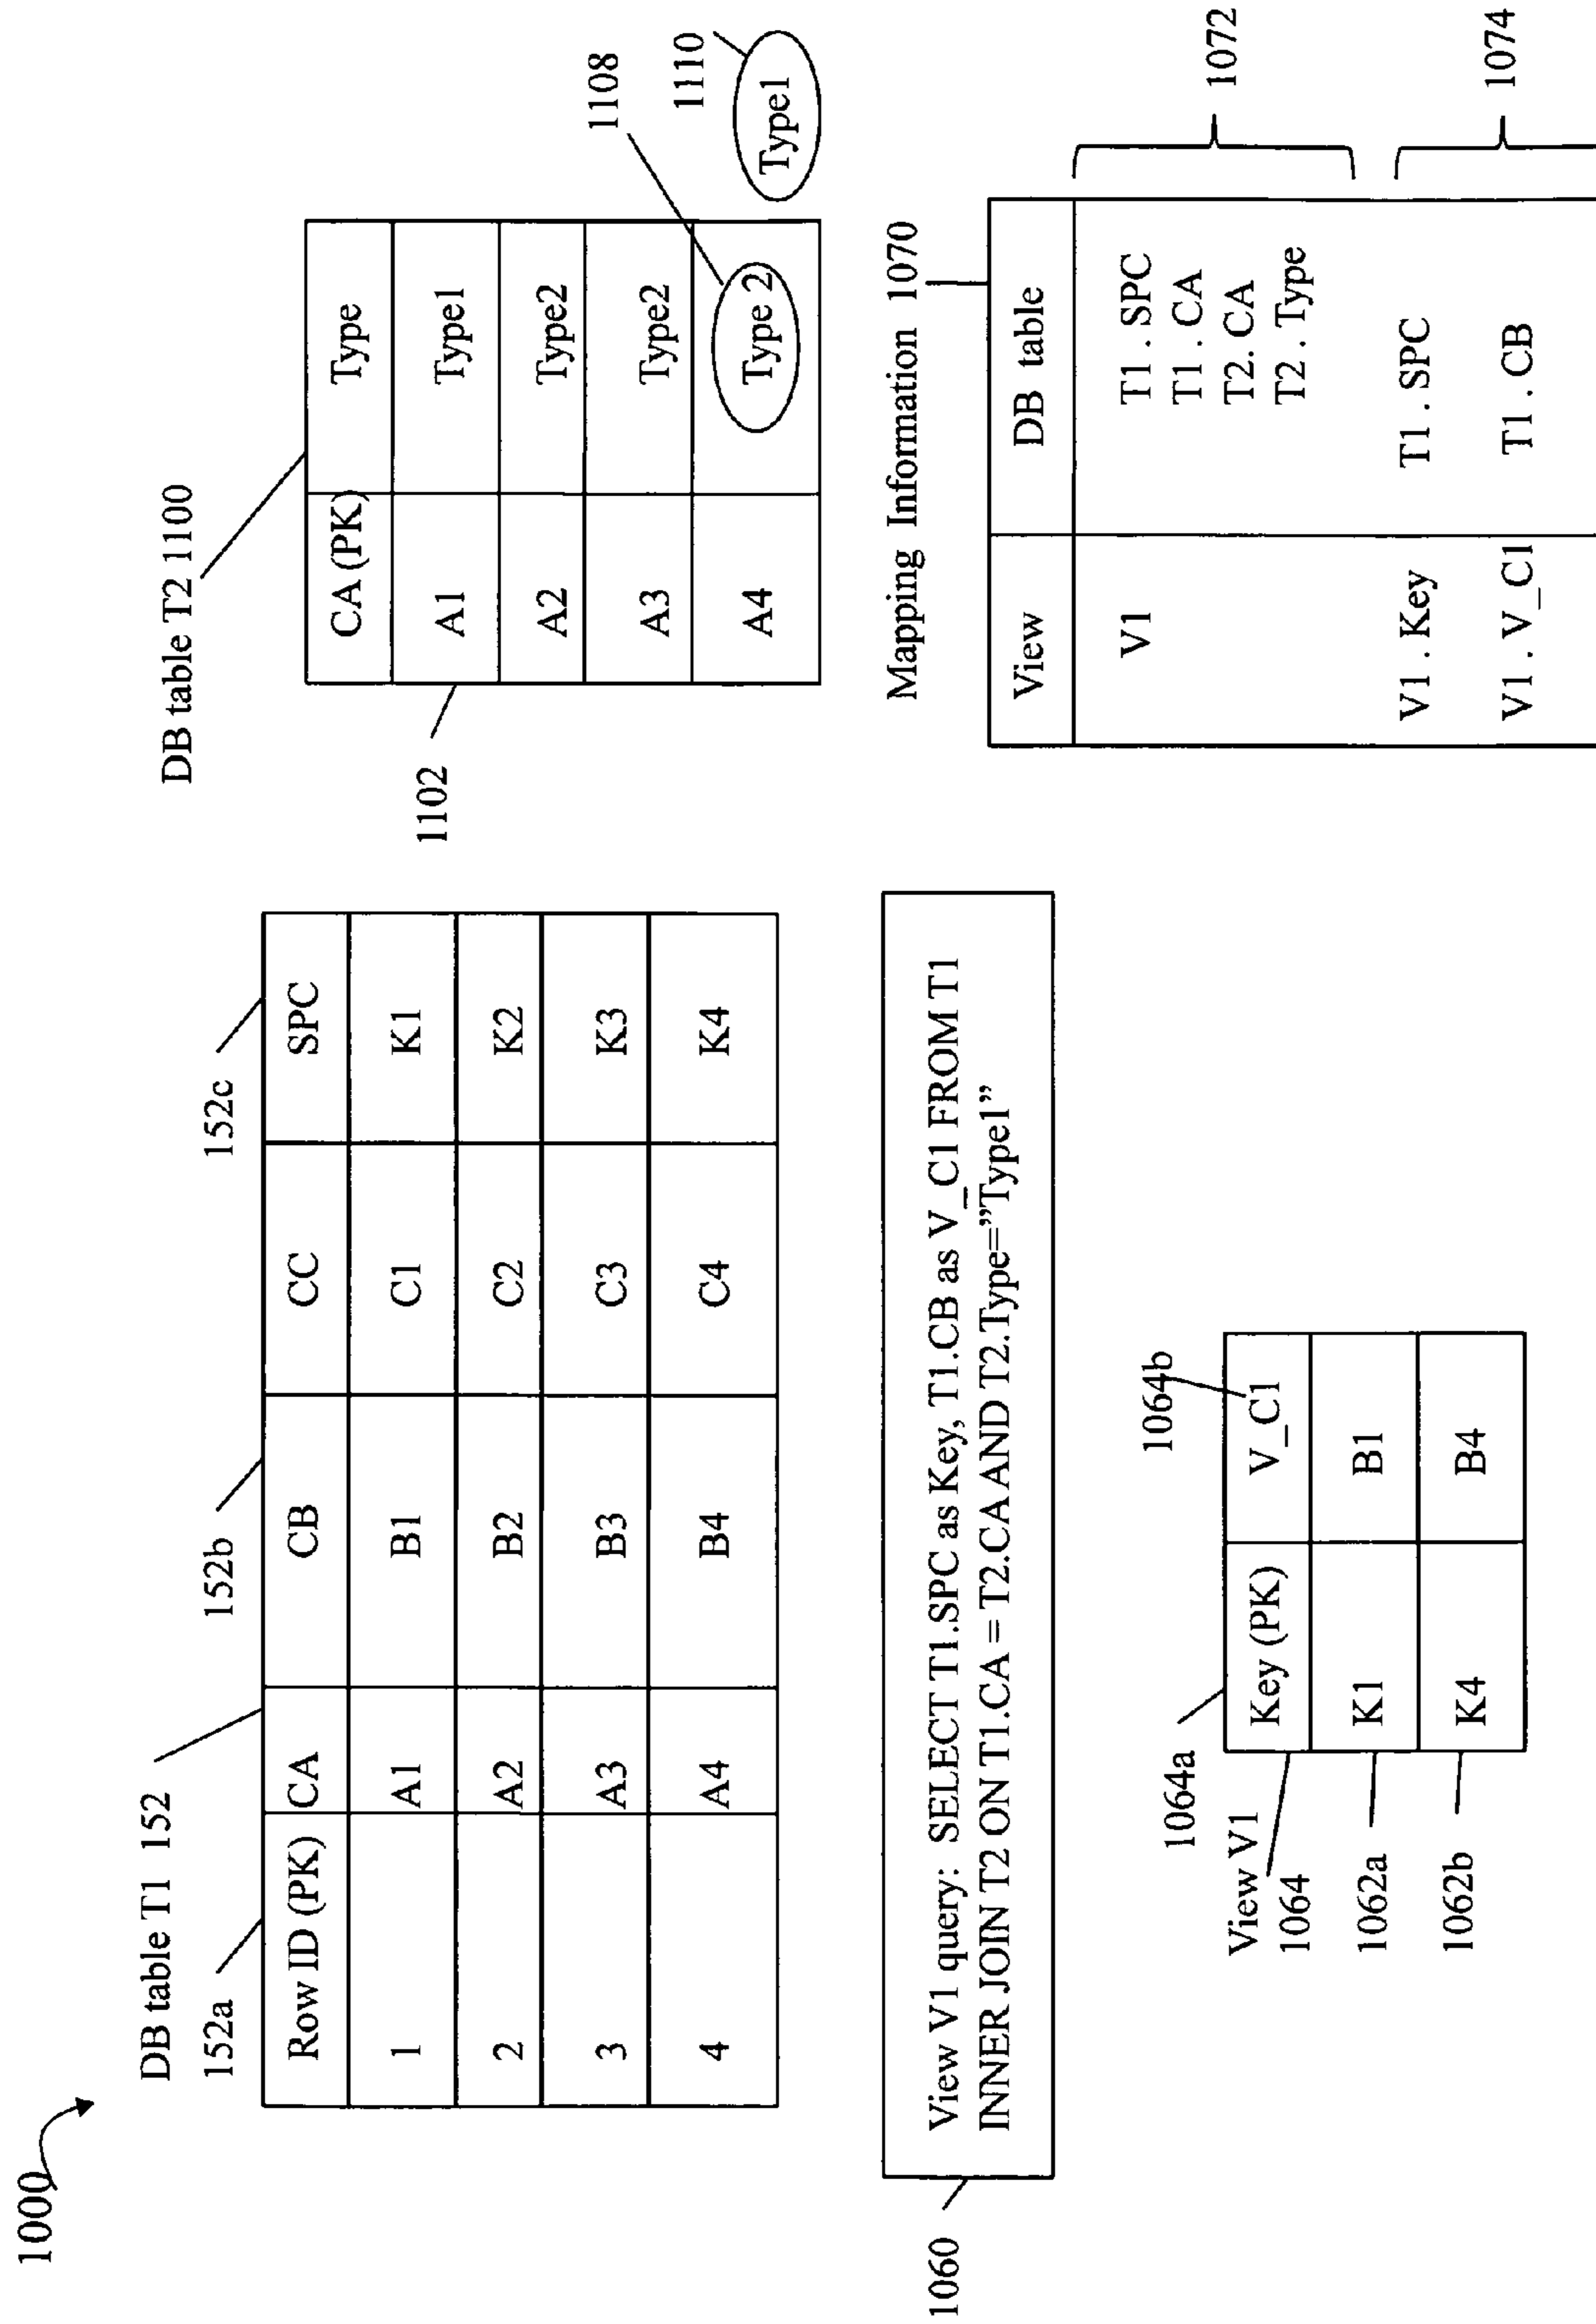 1000
DB table T1 152
152a
152b
152c
Row ID (PK) CA CB CC SPC
1 A1 B1 C1 K1
2 A2 B2 C2 K2
3 A3 B3 C3 K3
4 A4 B4 C4 K4
DB table T2 1100
1102
CA (PK) Type
A1 Type1
A2 Type2
A3 Type2
A4 Type 2
1108
1110
Type1
1060
View V1 query: SELECT T1.SPC as Key, T1.CB as V_C1 FROM T1
INNER JOIN T2 ON T1.CA = T2.CA AND T2.Type=”Type1”
View V1
1064
1064a
1064b
1062a
1062b
Key (PK) V_C1
K1 B1
K4 B4
Mapping Information 1070
View DB table
V1 T1 . SPC
T1 . CA
T2. CA
T2 . Type
V1 . Key T1 . SPC
V1 . V_C1 T1 . CB
1072
1074